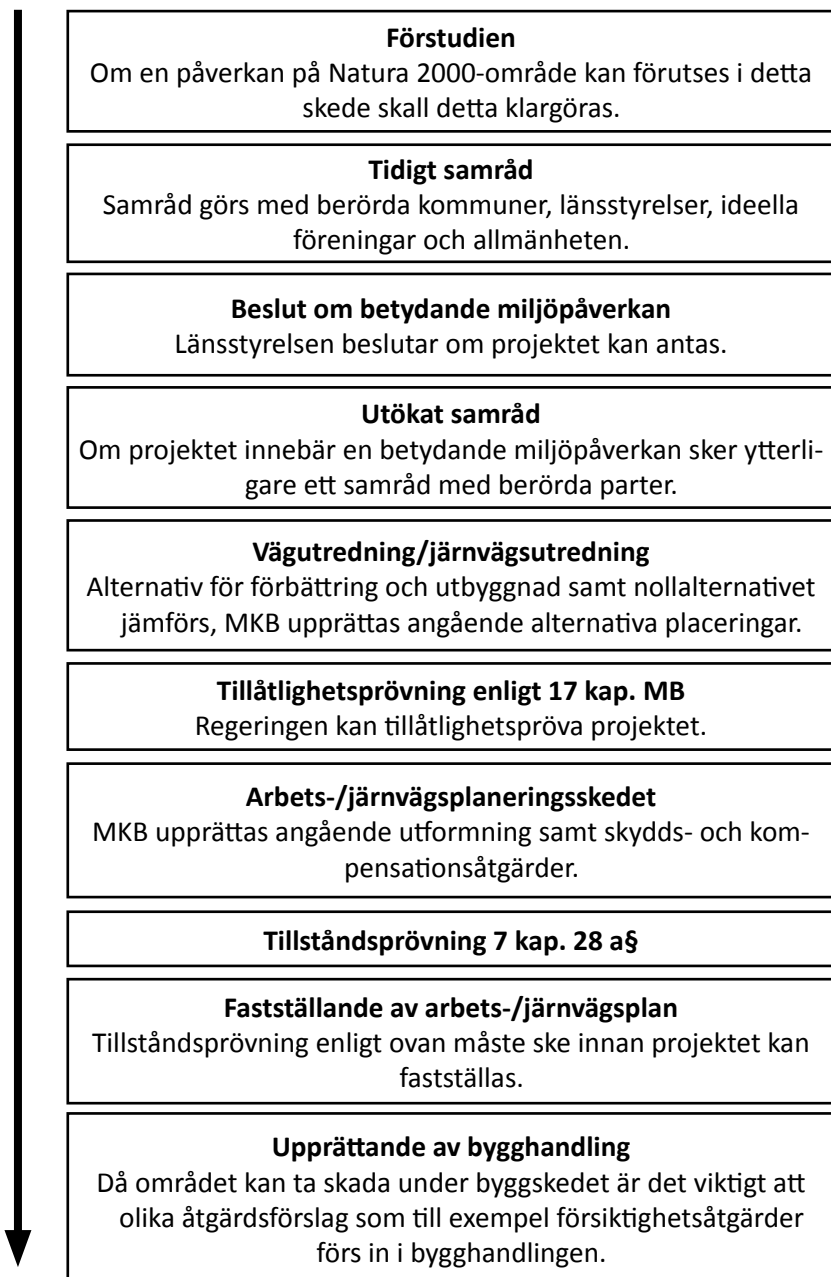 Förstudien
Om en påverkan på Natura 2000-område kan förutses i detta
skede skall detta klargöras.
Tidigt samråd
Samråd görs med berörda kommuner, länsstyrelser, ideella
föreningar och allmänheten.
Beslut om betydande miljöpåverkan
Länsstyrelsen beslutar om projektet kan antas.
Utökat samråd
Om projektet innebär en betydande miljöpåverkan sker ytterli-
gare ett samråd med berörda parter.
Vägutredning/järnvägsutredning
Alternativ för förbättring och utbyggnad samt nollalternativet
jämförs, MKB upprättas angående alternativa placeringar.
Tillåtlighetsprövning enligt 17 kap. MB
Regeringen kan tillåtlighetspröva projektet.
Arbets-/järnvägsplaneringsskedet
MKB upprättas angående utformning samt skydds- och kom-
pensationsåtgärder.
Tillståndsprövning 7 kap. 28 a§
Fastställande av arbets-/järnvägsplan
Tillståndsprövning enligt ovan måste ske innan projektet kan
fastställas.
Upprättande av bygghandling
Då området kan ta skada under byggskedet är det viktigt att
olika åtgärdsförslag som till exempel försiktighetsåtgärder
förs in i bygghandlingen.